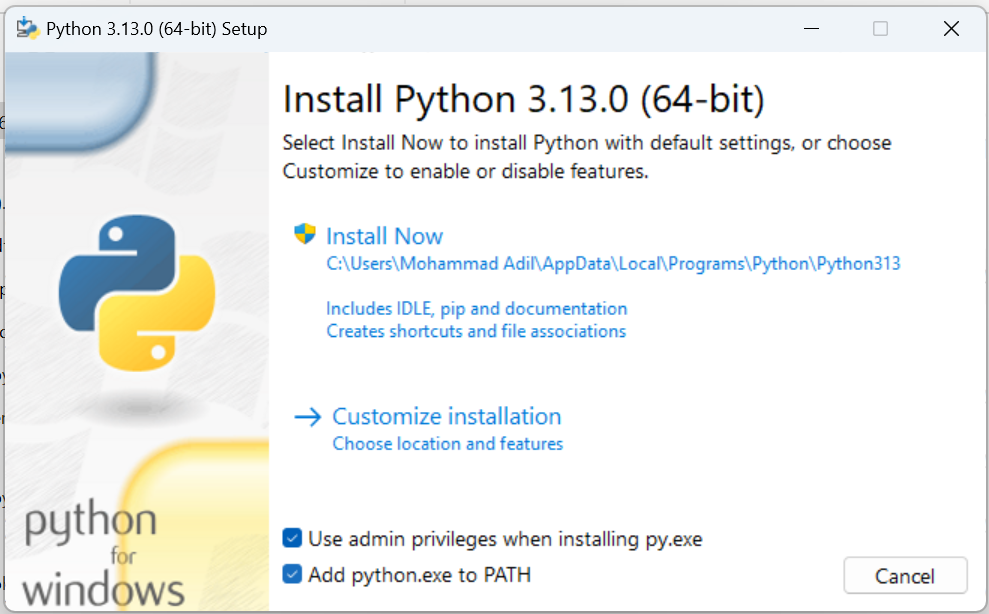 Python 3.13.0 (64-bit) Setup
Install Python 3.13.0 (64-bit)
Select Install Now to install Python with default settings, or choose
Customize to enable or disable features.
Install Now
C:\Users\Mohammad Adil\AppData\Local\Programs\Python\Python313
Includes IDLE, pip and documentation
Creates shortcuts and file associations
Customize installation
Choose location and features
python
for
windows
Use admin privileges when installing py.exe
Add python.exe to PATH
Cancel